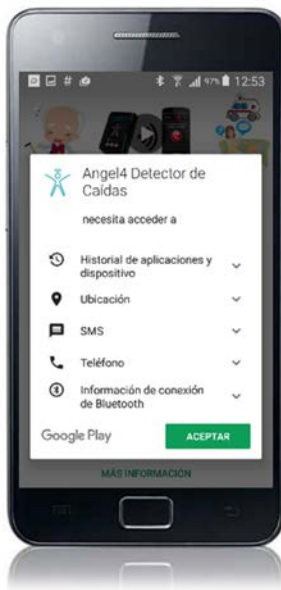 # 97% 12:53
Angel4 Detector de
Caídas
necesita acceder a
Historial de aplicaciones y
dispositivo
Ubicación
SMS
Teléfono
Información de conexión
de Bluetooth
Google Play
ACEPTAR
MÁS INFORMACIÓN